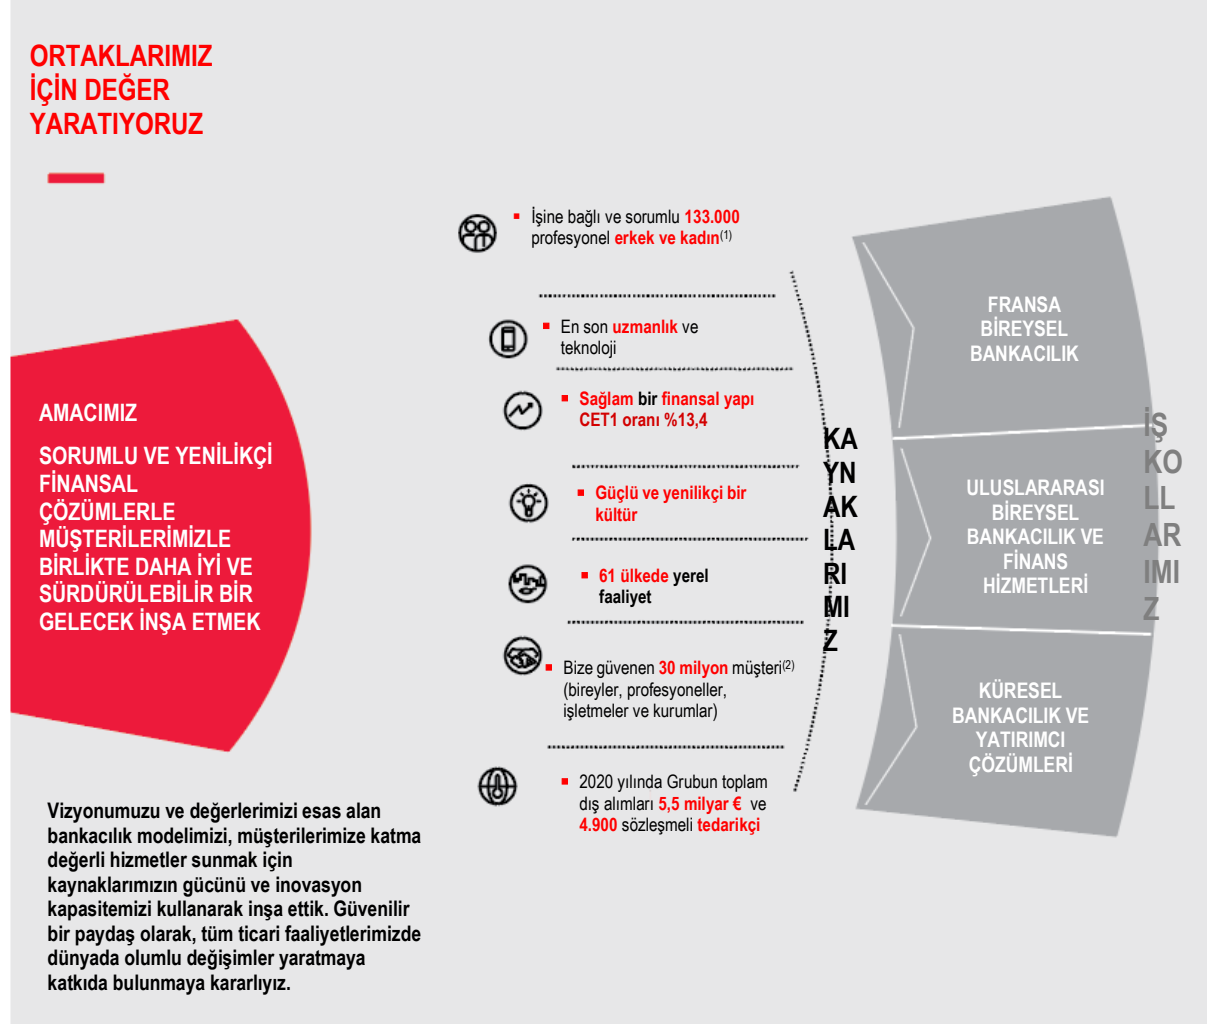 ORTAKLARIMIZ
İÇİN DEĞER
YARATIYORUZ
AMACIMIZ
SORUMLU VE YENİLİKÇİ
FİNANSAL
ÇÖZÜMLERLE
MÜŞTERİLERİMİZLE
BİRLİKTE DAHA İYİ VE
SÜRDÜRÜLEBİLİR BİR
GELECEK İNŞA ETMEK
Vizyonumuzu ve değerlerimizi esas alan
bankacılık modelimizi, müşterilerimize katma
değerli hizmetler sunmak için
kaynaklarımızın gücünü ve inovasyon
kapasitemizi kullanarak inşa ettik. Güvenilir
bir paydaş olarak, tüm ticari faaliyetlerimizde
dünyada olumlu değişimler yaratmaya
katkıda bulunmaya kararlıyız.
▪ İşine bağlı ve sorumlu 133.000
profesyonel erkek ve kadın(1)
▪ En son uzmanlık ve
teknoloji
▪ Sağlam bir finansal yapı
CET1 oranı %13,4
▪ Güçlü ve yenilikçi bir
kültür
▪ 61 ülkede yerel
faaliyet
▪ Bize güvenen 30 milyon müşteri(2)
(bireyler, profesyoneller,
işletmeler ve kurumlar)
▪ 2020 yılında Grubun toplam
dış alımları 5,5 milyar € ve
4.900 sözleşmeli tedarikçi
KA
YN
AK
LA
RI
MI
Z
FRANSA
BİREYSEL
BANKACILIK
ULUSLARARASI
BİREYSEL
BANKACILIK VE
FİNANS
HİZMETLERİ
KÜRESEL
BANKACILIK VE
YATIRIMCI
ÇÖZÜMLERİ
İŞ
KO
LL
AR
IMI
Z